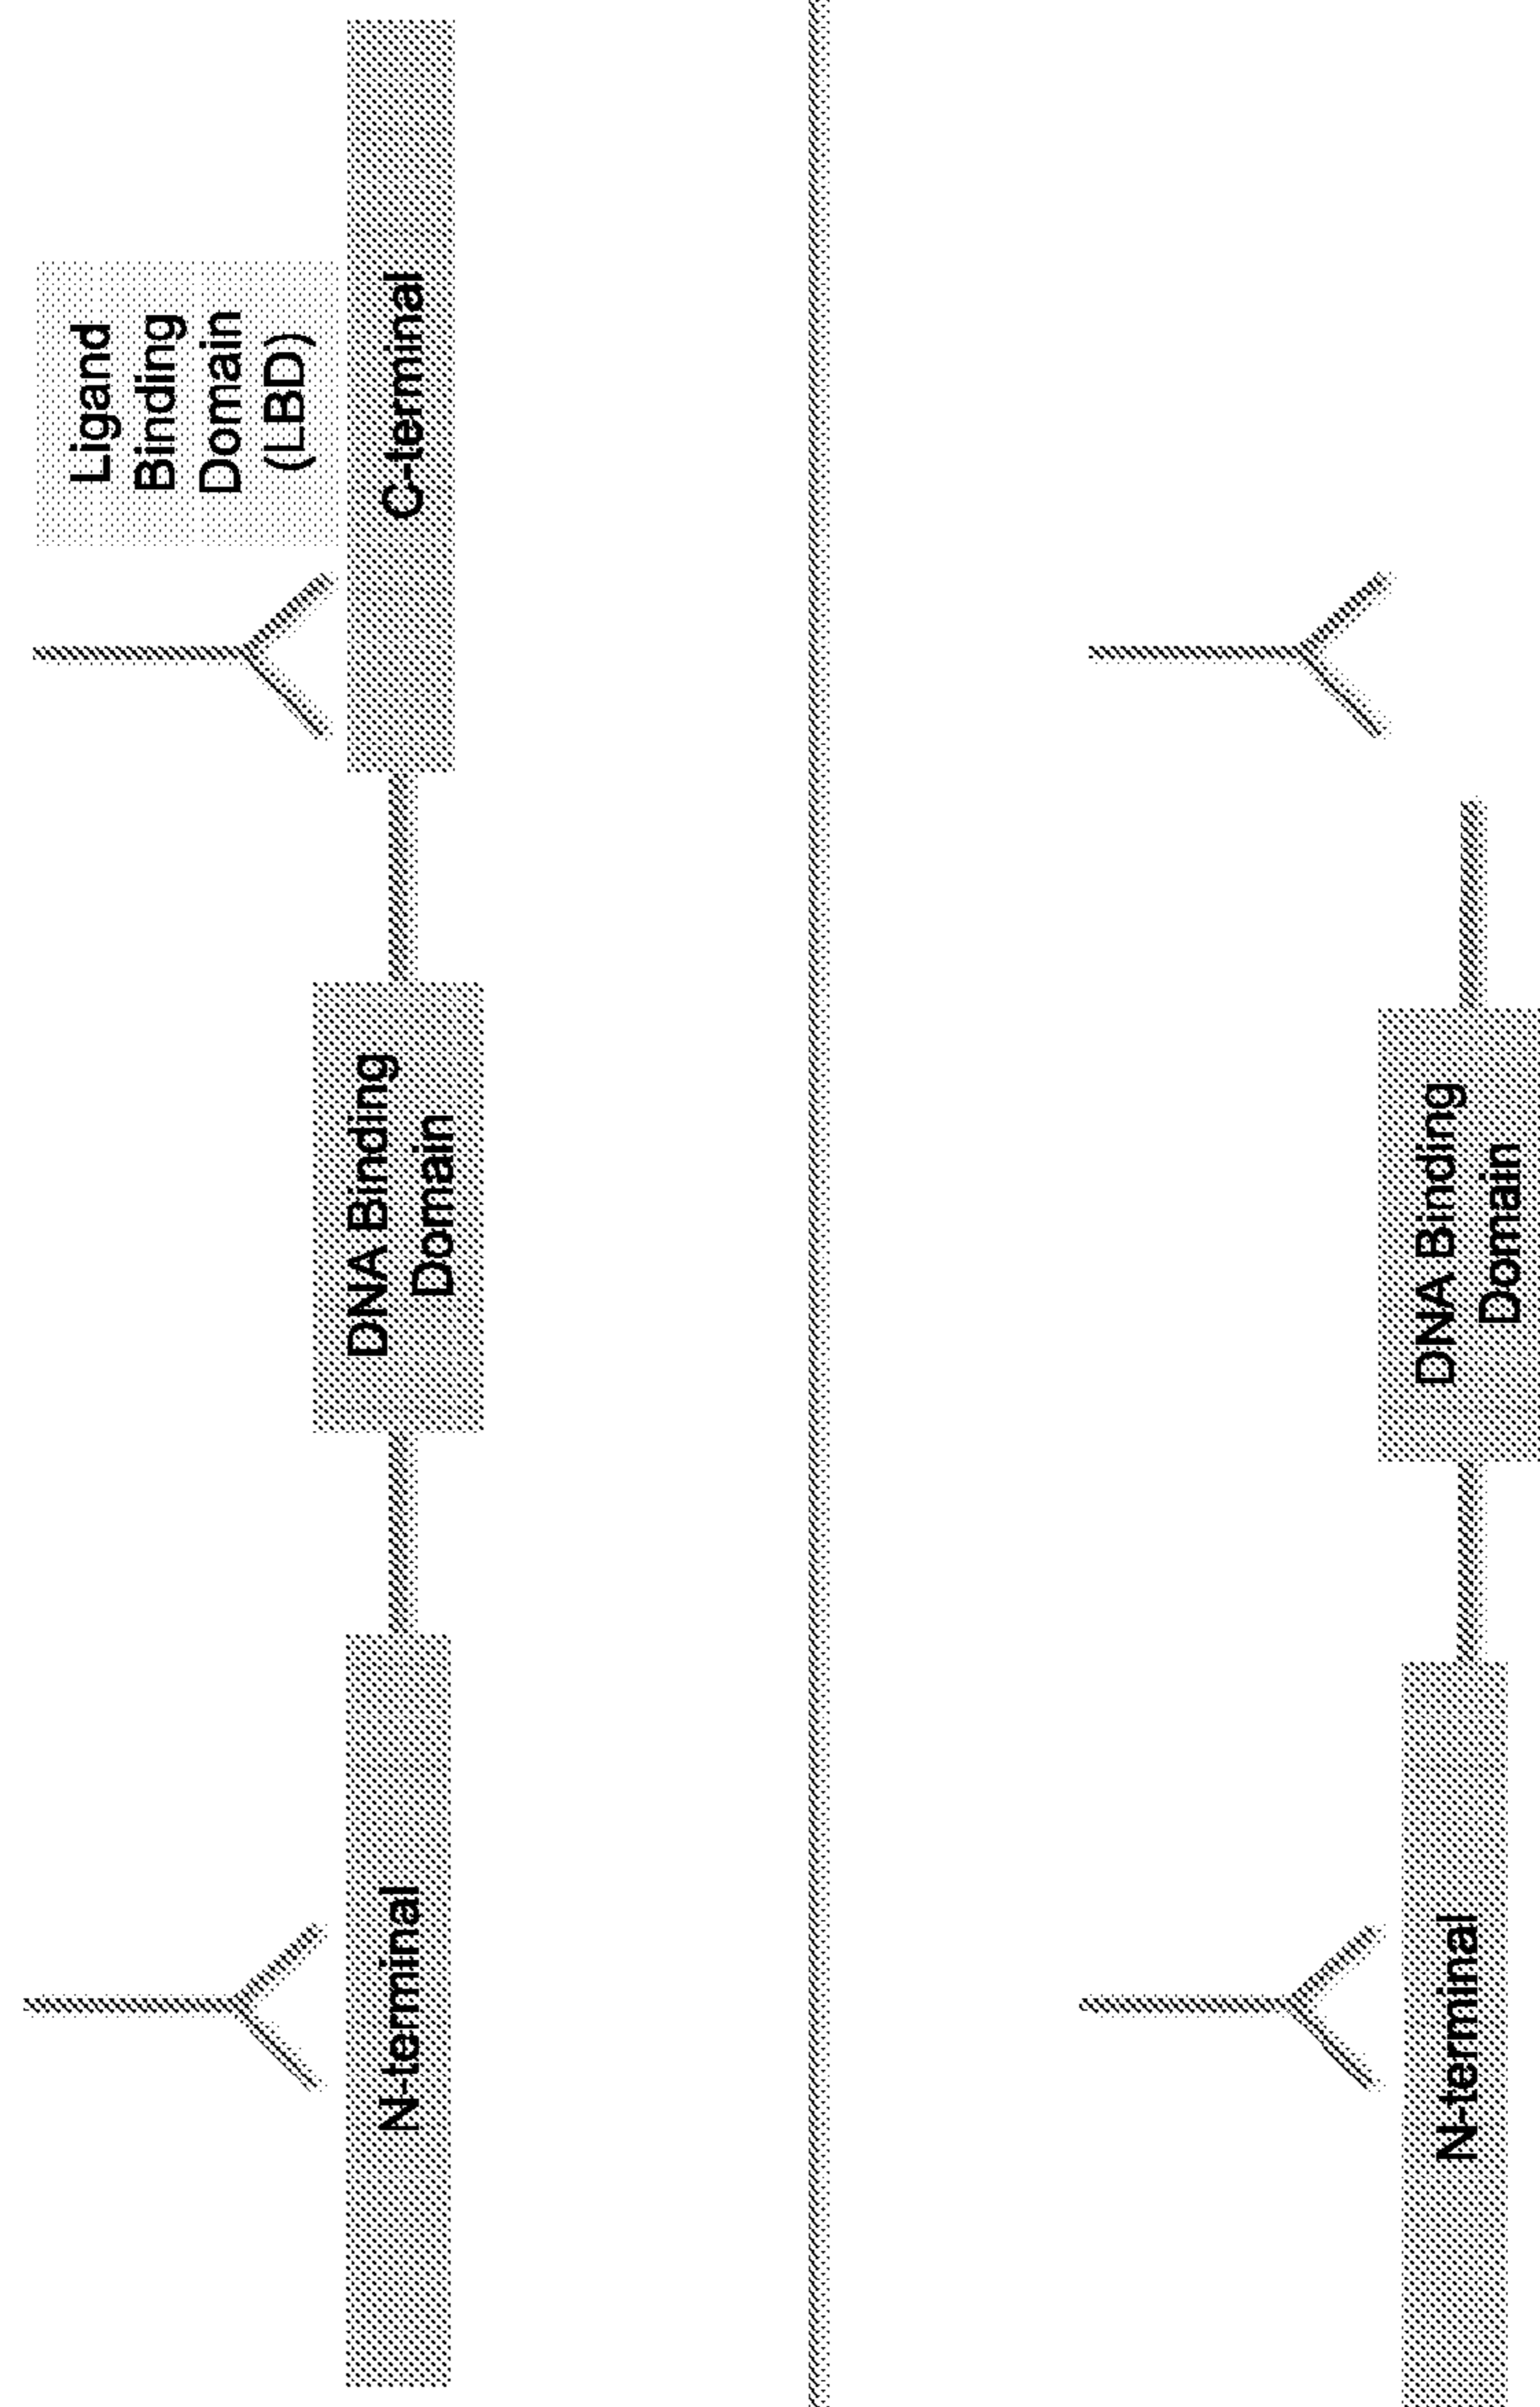 N-terminal
DNA Binding
Domain
C-terminal
Ligand
Binding
Domain
(LBD)
N-terminal
DNA Binding
Domain